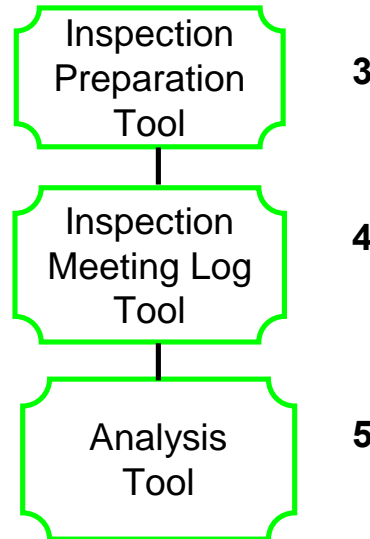 Inspection
Preparation
Tool
3
Inspection
Meeting Log
Tool
4
Analysis
Tool
5